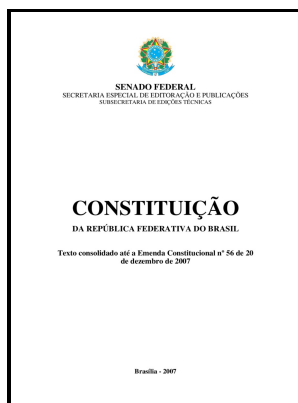 SENADO FEDERAL
SECRETARIA ESPECIAL DE EDITORAÇÃO E PUBLICAÇÕES
SUBSECRETARIA DE EDIÇÕES TÉCNICAS
CONSTITUIÇÃO
DA REPÚBLICA FEDERATIVA DO BRASIL
Texto consolidado até a Emenda Constitucional nº 56 de 20
de dezembro de 2007
Brasília - 2007